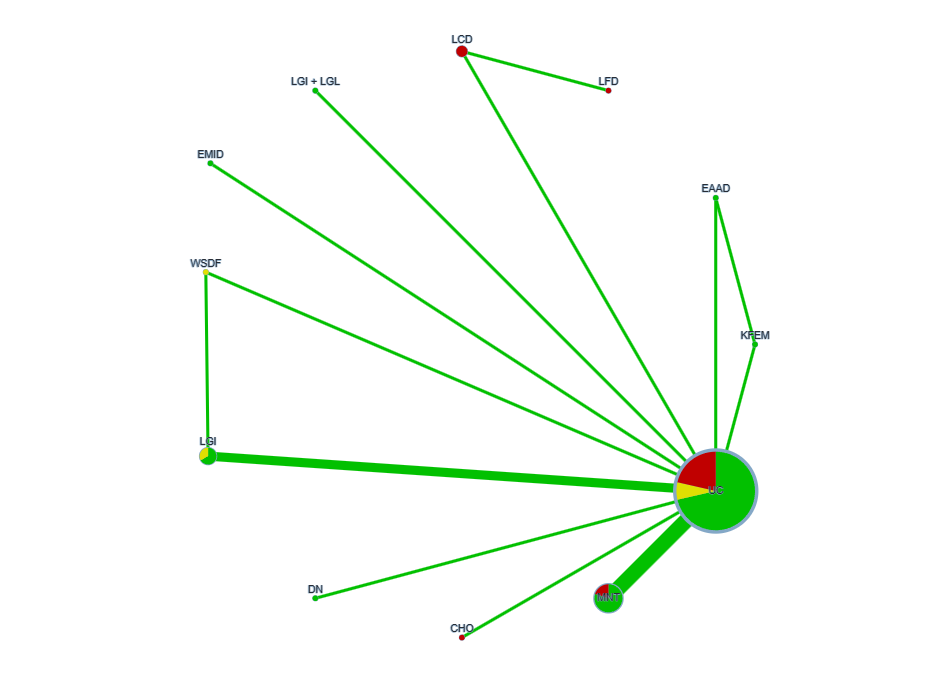 LCD
LGI + LGL
LFD
EMID
EAAD
WSDF
KFEM
LGI
UC
DN
MNT
CHO